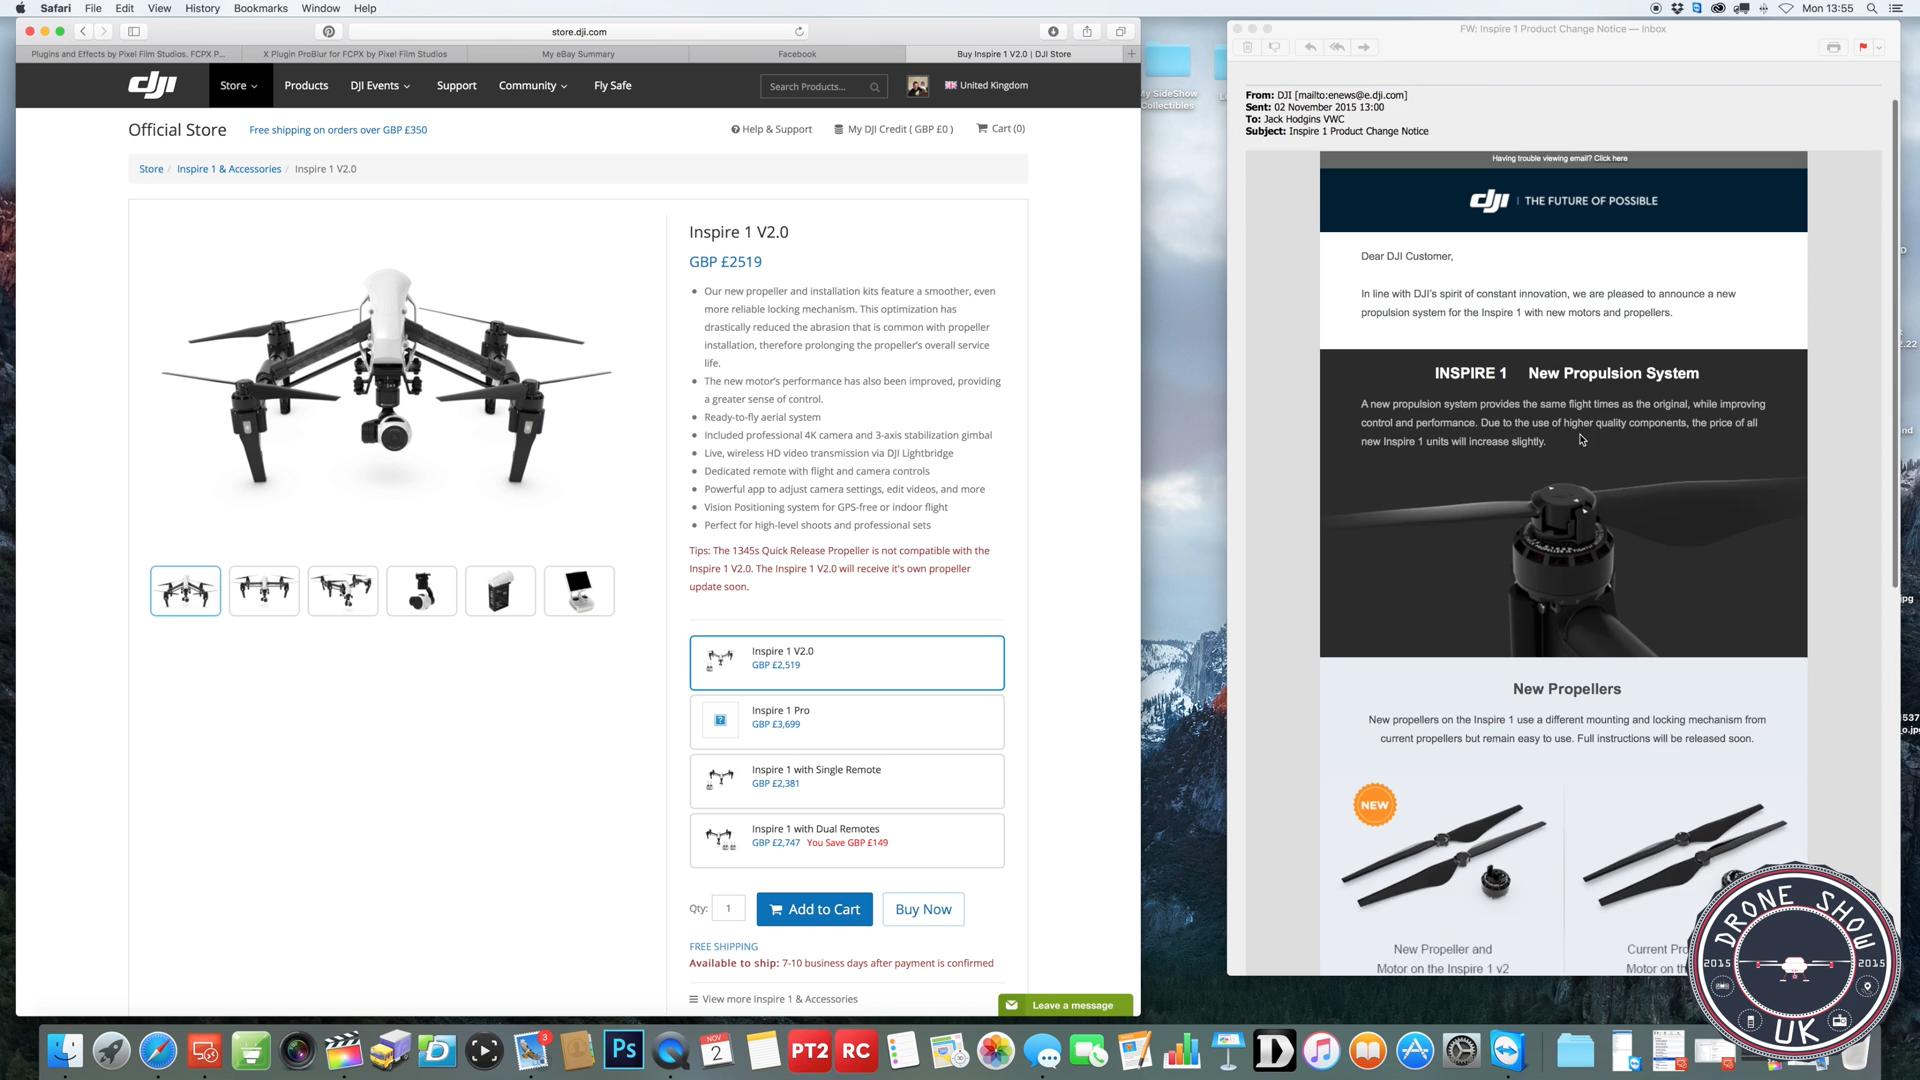 Safari File Edit View History Bookmarks Window Help
Mon 13:55
store.dji.com
Plugins and Effects by Pixel Film Studios. FCPX P...
X Plugin ProBlur for FCPX by Pixel Film Studios
My eBay Summary
Facebook
Buy Inspire 1 V2.0 | DJI Store
dji
Store
Products
DJI Events
Support
Community
Fly Safe
Search Products...
United Kingdom
Official Store
Free shipping on orders over GBP £350
Help & Support
My DJI Credit ( GBP £0 )
Cart (0)
Store / Inspire 1 & Accessories / Inspire 1 V2.0
Inspire 1 V2.0
GBP £2519
Our new propeller and installation kits feature a smoother, even
more reliable locking mechanism. This optimization has
drastically reduced the abrasion that is common with propeller
installation, therefore prolonging the propeller's overall service
life.
The new motor's performance has also been improved, providing
a greater sense of control.
Ready-to-fly aerial system
Included professional 4K camera and 3-axis stabilization gimbal
Live, wireless HD video transmission via DJI Lightbridge
Dedicated remote with flight and camera controls
Powerful app to adjust camera settings, edit videos, and more
Vision Positioning system for GPS-free or indoor flight
Perfect for high-level shoots and professional sets
Tips: The 1345s Quick Release Propeller is not compatible with the
Inspire 1 V2.0. The Inspire 1 V2.0 will receive it's own propeller
update soon.
Inspire 1 V2.0
GBP £2,519
Inspire 1 Pro
GBP £3,699
Inspire 1 with Single Remote
GBP £2,381
Inspire 1 with Dual Remotes
GBP £2,747 You Save GBP £149
Qty: 1
Add to Cart
Buy Now
FREE SHIPPING
Available to ship: 7-10 business days after payment is confirmed
View more Inspire 1 & Accessories
Leave a message
My SideShow
Collectibles
FW: Inspire 1 Product Change Notice — Inbox
From: DJI [mailto:enews@e.dji.com]
Sent: 02 November 2015 13:00
To: Jack Hodgins VWC
Subject: Inspire 1 Product Change Notice
Having trouble viewing email? Click here
dji | THE FUTURE OF POSSIBLE
Dear DJI Customer,
In line with DJI's spirit of constant innovation, we are pleased to announce a new
propulsion system for the Inspire 1 with new motors and propellers.
INSPIRE 1 New Propulsion System
A new propulsion system provides the same flight times as the original, while improving
control and performance. Due to the use of higher quality components, the price of all
new Inspire 1 units will increase slightly.
New Propellers
New propellers on the Inspire 1 use a different mounting and locking mechanism from
current propellers but remain easy to use. Full instructions will be released soon.
NEW
New Propeller and
Motor on the Inspire 1 v2
Current Pro
Motor on th
DRONE SHOW
2015 2015
UK
3
Ps
NOV
2
PT2
RC